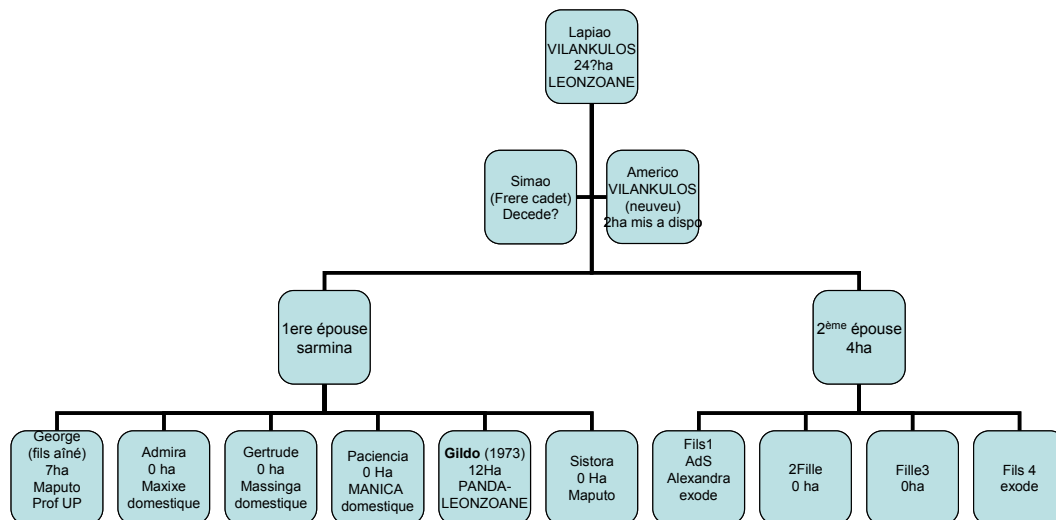 Lapiao
VILANKULOS
24?ha
LEONZOANE
Simao
(Frere cadet)
Decede?
Americo
VILANKULOS
(neuveu)
2ha mis a dispo
1ere épouse
sarmina
2ème épouse
4ha
George
(fils aîné)
7ha
Maputo
Prof UP
Admira
0 ha
Maxixe
domestique
Gertrude
0 ha
Massinga
domestique
Paciencia
0 Ha
MANICA
domestique
Gildo (1973)
12Ha
PANDA-
LEONZOANE
Sistora
0 Ha
Maputo
Fils1
AdS
Alexandra
exode
2Fille
0 ha
Fille3
0ha
Fils 4
exode